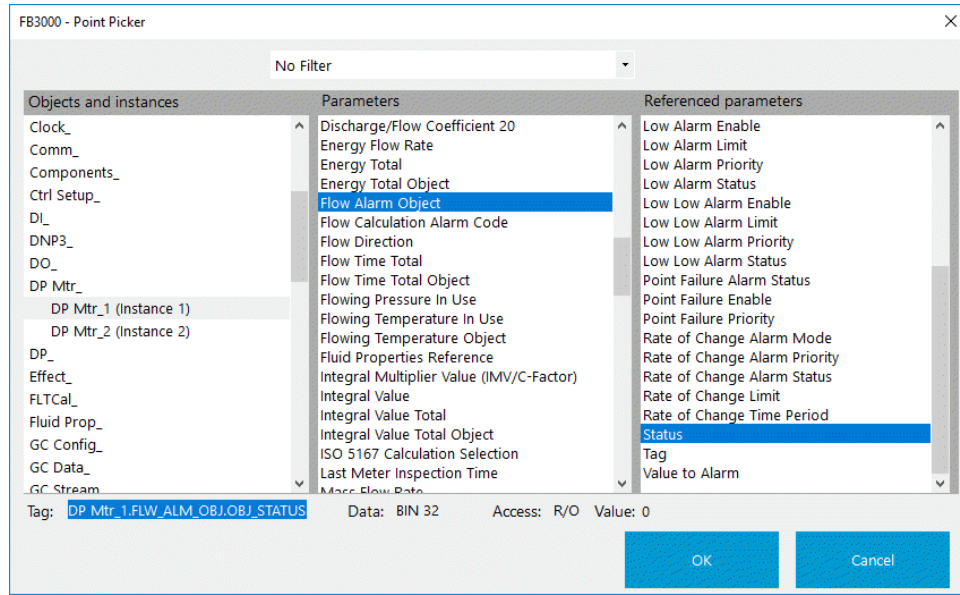 FB3000 - Point Picker
No Filter
Objects and instances
Clock_
Comm_
Components_
Ctrl Setup_
DI_
DNP3_
DO_
DP Mtr_
DP Mtr_1 (Instance 1)
DP Mtr_2 (Instance 2)
DP_
Effect_
FLTCal_
Fluid Prop_
GC Config_
GC Data_
GC Stream
Parameters
Discharge/Flow Coefficient 20
Energy Flow Rate
Energy Total
Energy Total Object
Flow Alarm Object
Flow Calculation Alarm Code
Flow Direction
Flow Time Total
Flow Time Total Object
Flowing Pressure In Use
Flowing Temperature In Use
Flowing Temperature Object
Fluid Properties Reference
Integral Multiplier Value (IMV/C-Factor)
Integral Value
Integral Value Total
Integral Value Total Object
ISO 5167 Calculation Selection
Last Meter Inspection Time
Mass Flow Rate
Referenced parameters
Low Alarm Enable
Low Alarm Limit
Low Alarm Priority
Low Alarm Status
Low Low Alarm Enable
Low Low Alarm Limit
Low Low Alarm Priority
Low Low Alarm Status
Point Failure Alarm Status
Point Failure Enable
Point Failure Priority
Rate of Change Alarm Mode
Rate of Change Alarm Priority
Rate of Change Alarm Status
Rate of Change Limit
Rate of Change Time Period
Status
Tag
Value to Alarm
Tag: DP Mtr_1.FLW_ALM_OBJ.OBJ_STATUS Data: BIN 32 Access: R/O Value: 0
OK Cancel